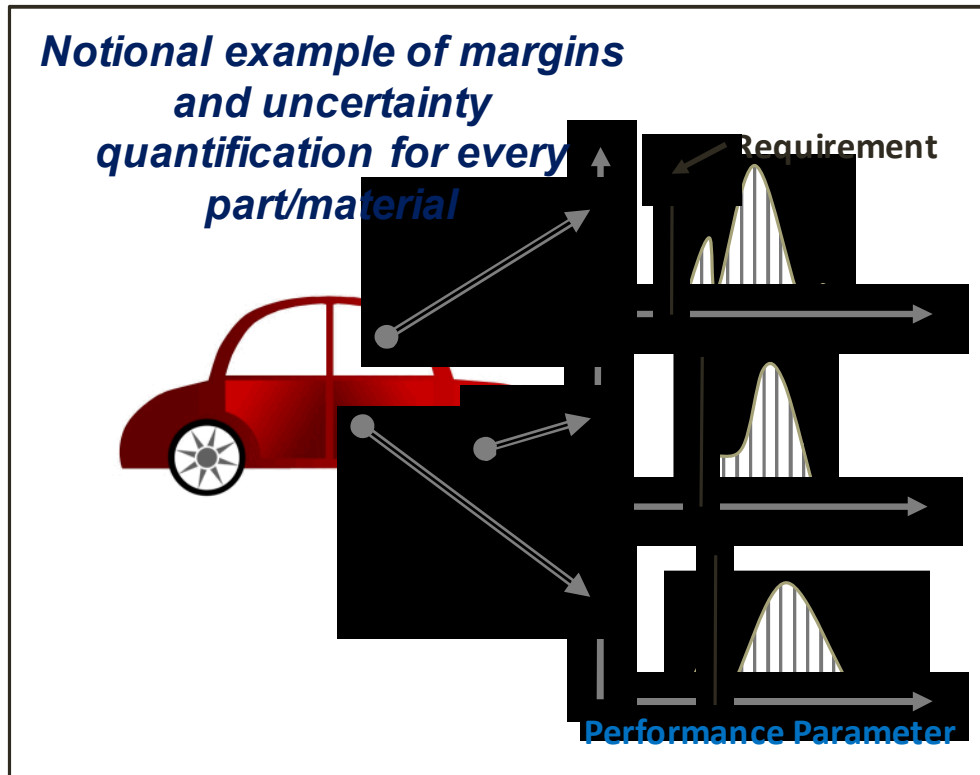 Notional example of margins
and uncertainty
quantification for every
part/material
Requirement
Performance Parameter